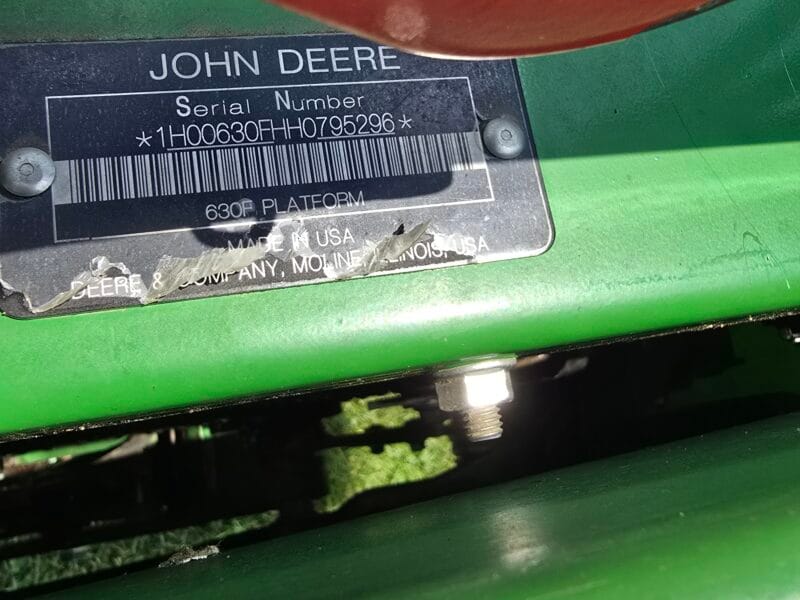 JOHN DEERE
Serial Number
*1H00630FHH0795296*
630F PLATFORM
MADE IN USA
DEERE & COMPANY, MOLINE, ILLINOIS, USA